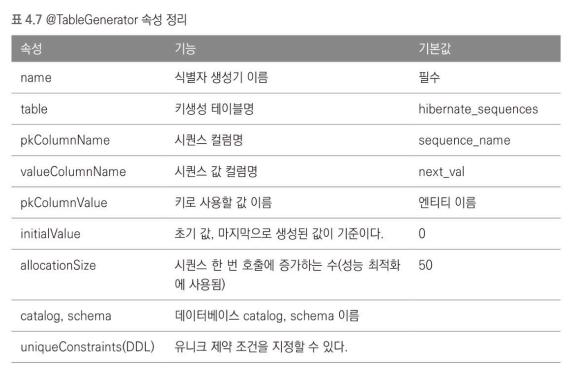 표 4.7 @TableGenerator 속성 정리
속성 기능 기본값
name 식별자 생성기 이름 필수
table 키생성 테이블명 hibernate_sequences
pkColumnName 시퀀스 컬럼명 sequence_name
valueColumnName 시퀀스 값 컬럼명 next_val
pkColumnValue 키로 사용할 값 이름 엔티티 이름
initialValue 초기 값, 마지막으로 생성된 값이 기준이다. 0
allocationSize 시퀀스 한 번 호출에 증가하는 수(성능 최적화 50
에 사용됨)
catalog, schema 데이터베이스 catalog, schema 이름
uniqueConstraints(DDL) 유니크 제약 조건을 지정할 수 있다.